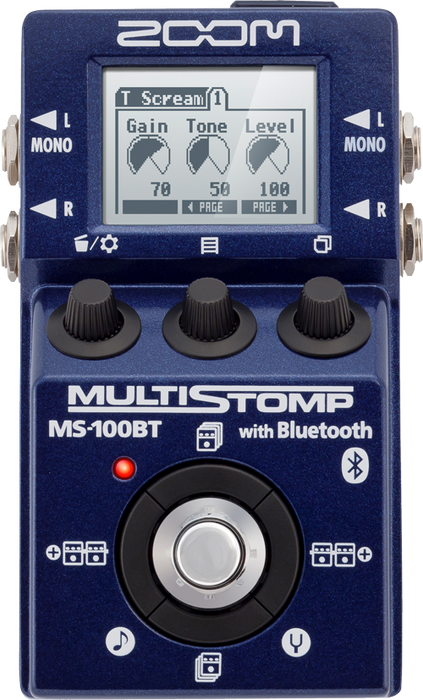 ZOOM
T Scream 1
Gain Tone Level
70 50 100
PAGE PAGE
L L
MONO MONO
R R
MULTISTOMP
MS-100BT with Bluetooth